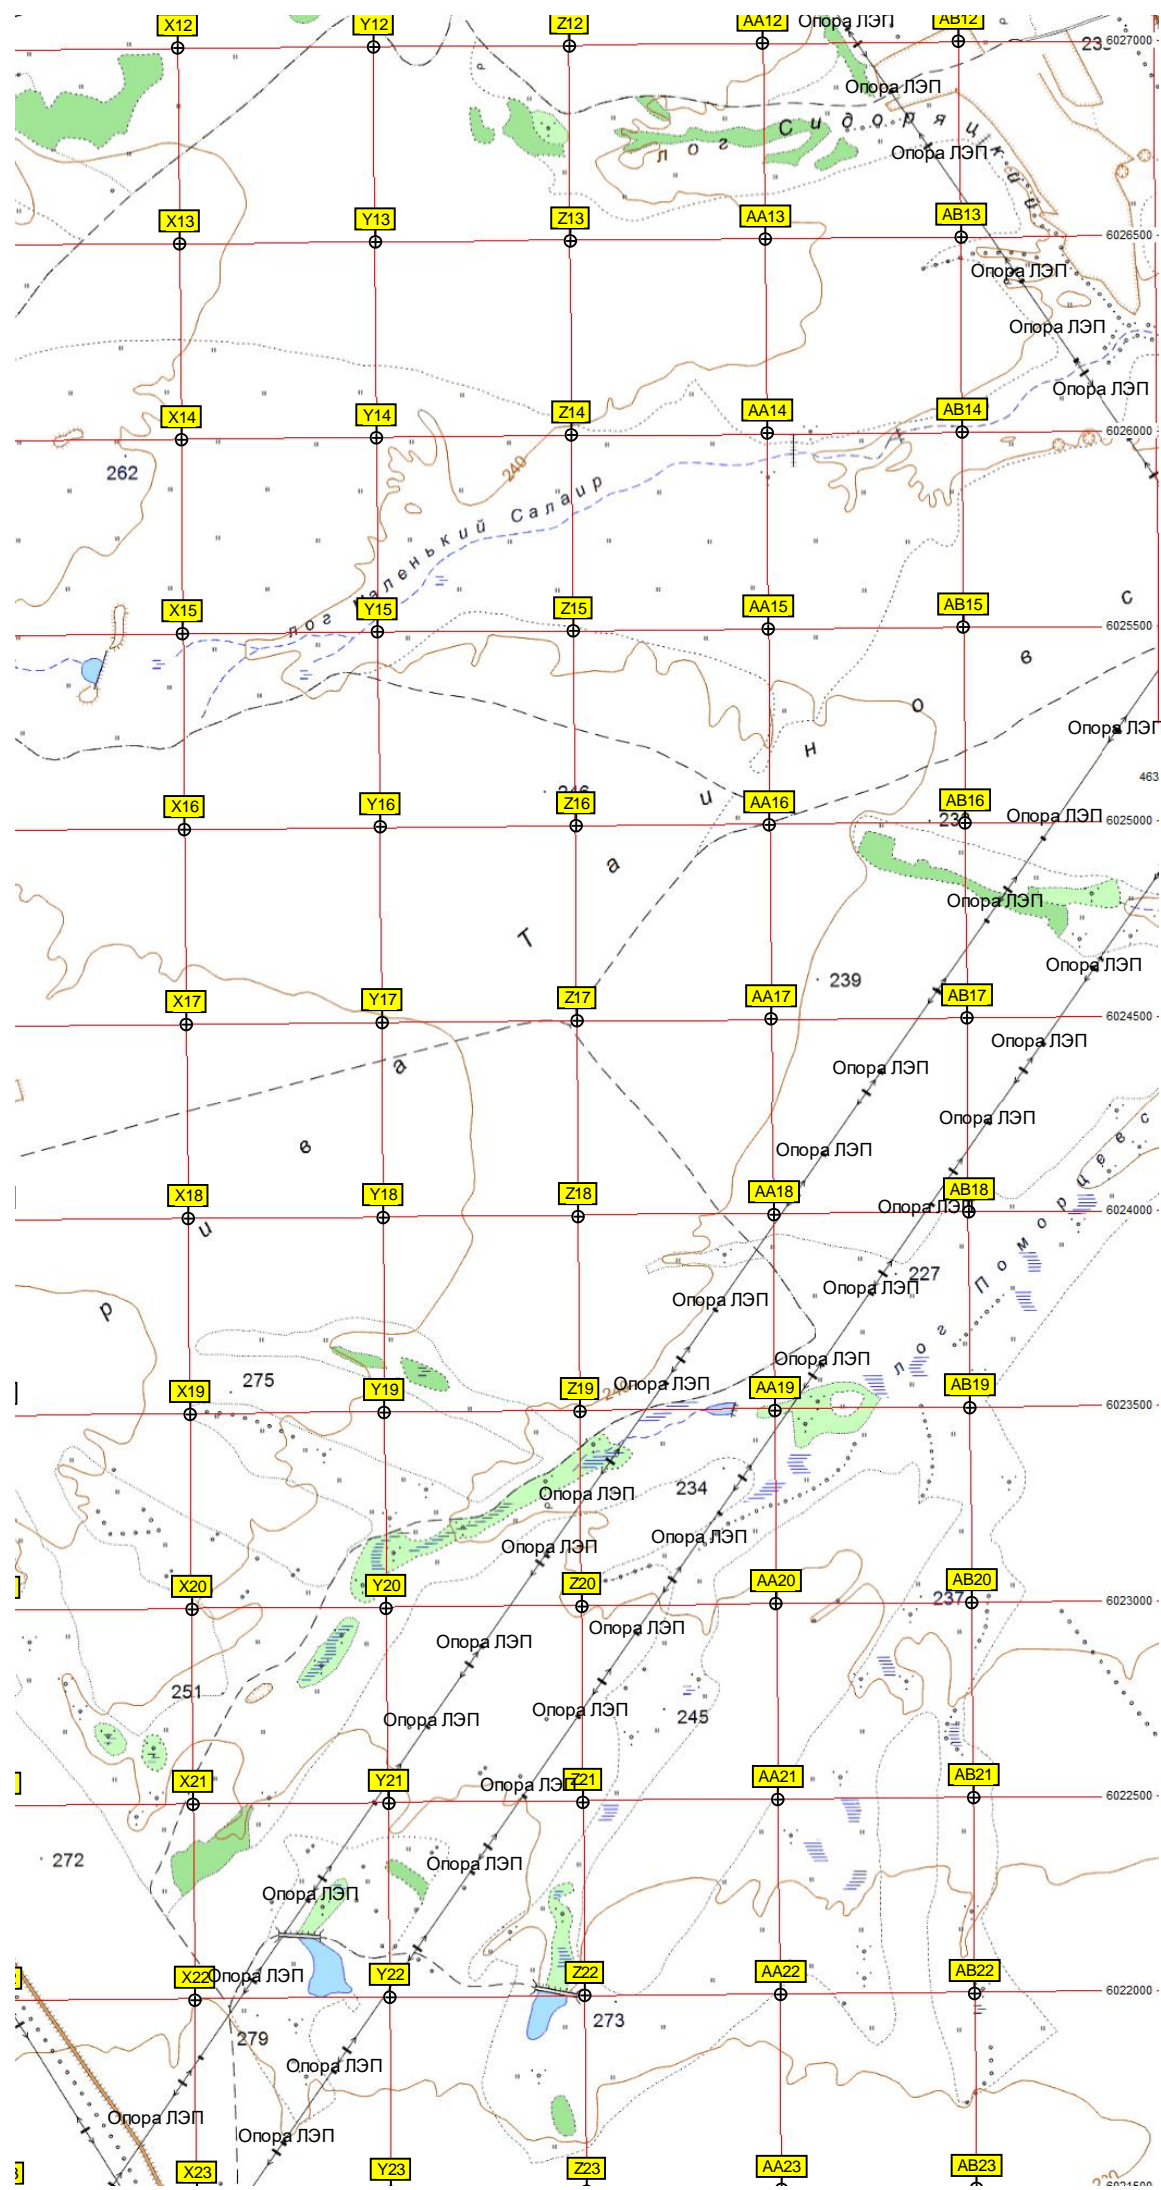 X12 Y12 Z12 AA12 Опора ЛЭП AB12
6027000
Опора ЛЭП
лог Сидоряцкий
Опора ЛЭП
X13 Y13 Z13 AA13 AB13
6026500
Опора ЛЭП
Опора ЛЭП
Опора ЛЭП
X14 Y14 Z14 AA14 AB14
6026000
262
240
лог Маленький Салаир
X15 Y15 Z15 AA15 AB15
6025500
Опора ЛЭП
463
246
X16 Y16 Z16 AA16 AB16
Опора ЛЭП
6025000
Опора ЛЭП
Опора ЛЭП
239
X17 Y17 Z17 AA17 AB17
6024500
Опора ЛЭП
Опора ЛЭП
Опора ЛЭП
Опора ЛЭП
X18 Y18 Z18 AA18 AB18
Опора ЛЭП
6024000
р и в а Т а и н о в с
227
Опора ЛЭП
Опора ЛЭП
лог Поморцевс
Опора ЛЭП
275
Опора ЛЭП
240
X19 Y19 Z19 AA19 AB19
6023500
234
Опора ЛЭП
Опора ЛЭП
Опора ЛЭП
X20 Y20 Z20 AA20 AB20
237
6023000
Опора ЛЭП
Опора ЛЭП
251
Опора ЛЭП
Опора ЛЭП
245
X21 Y21 Опора ЛЭП Z21 AA21 AB21
6022500
272
Опора ЛЭП
Опора ЛЭП
X22 Опора ЛЭП Y22 Z22 AA22 AB22
6022000
273
279
Опора ЛЭП
Опора ЛЭП
Опора ЛЭП
X23 Y23 Z23 AA23 AB23
6021500